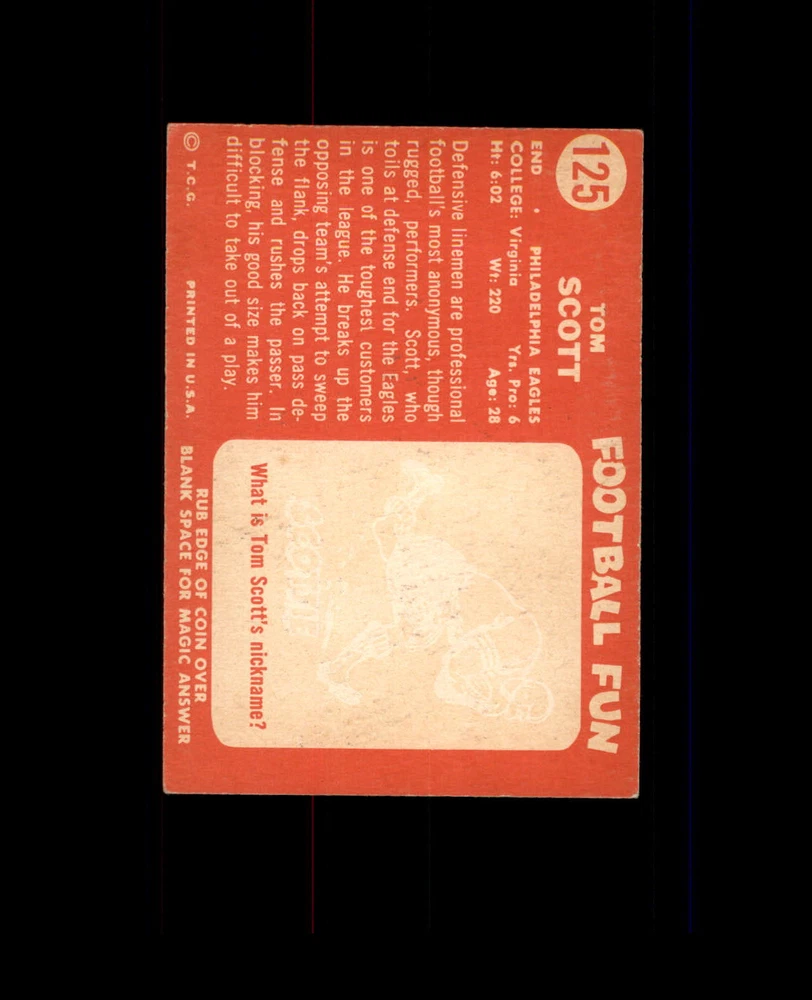 125
TOM
SCOTT
END • PHILADELPHIA EAGLES
COLLEGE: Virginia Yrs. Pro: 6
Ht: 6:02 Wt: 220 Age: 28
Defensive linemen are professional
football's most anonymous, though
rugged, performers. Scott, who
toils at defense end for the Eagles
is one of the toughest customers
in the league. He breaks up the
opposing team's attempt to sweep
the flank, drops back on pass de-
fense and rushes the passer. In
blocking, his good size makes him
difficult to take out of a play.
© T.C.G. PRINTED IN U.S.A.
FOOTBALL FUN
What is Tom Scott's nickname?
RUB EDGE OF COIN OVER
BLANK SPACE FOR MAGIC ANSWER